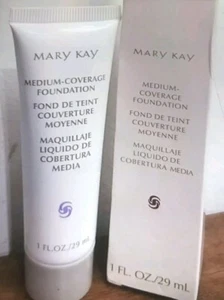 MARY KAY
MEDIUM-COVERAGE
FOUNDATION
FOND DE TEINT
COUVERTURE
MOYENNE
MAQUILLAJE
LIQUIDO DE
COBERTURA
MEDIA
1 FL.OZ./29 mL
MARY KAY
MEDIUM-
COVERAGE
FOUNDATION
FOND DE TEINT
COUVERTURE
MOYENNE
MAQUILLAJE
LIQUIDO DE
COBERTURA MEDIA
1 FL. OZ./29 mL